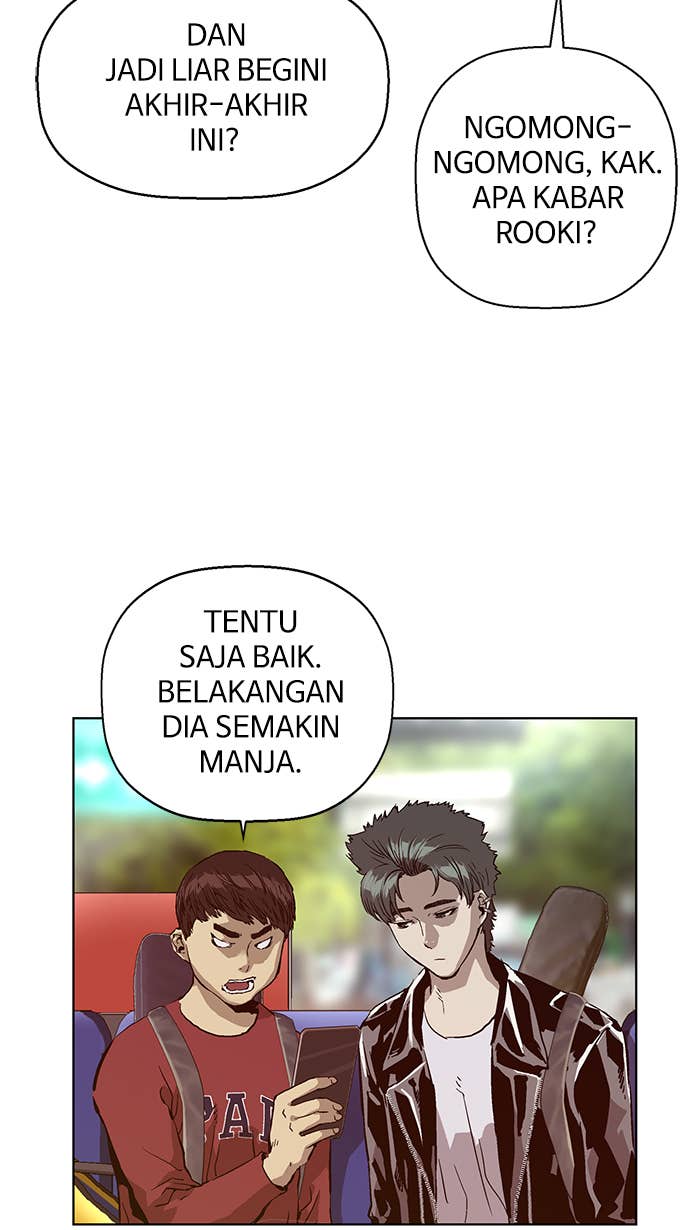 DAN
JADI LIAR BEGINI
AKHIR-AKHIR
INI?
NGOMONG-
NGOMONG, KAK.
APA KABAR
ROOKI?
TENTU
SAJA BAIK.
BELAKANGAN
DIA SEMAKIN
MANJA.